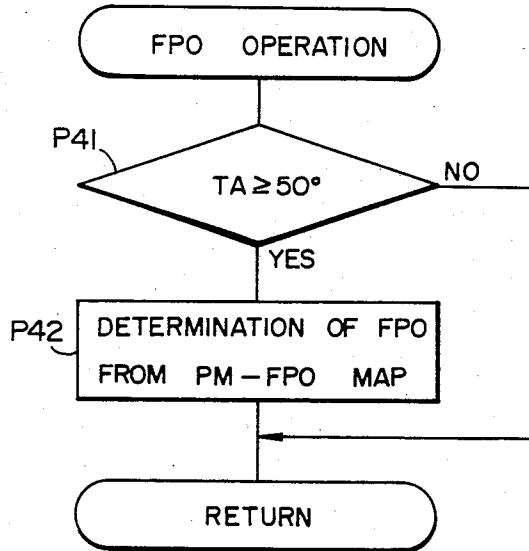 FPO OPERATION
P41
TA ≥ 50°
NO
YES
P42
DETERMINATION OF FPO
FROM PM-FPO MAP
RETURN